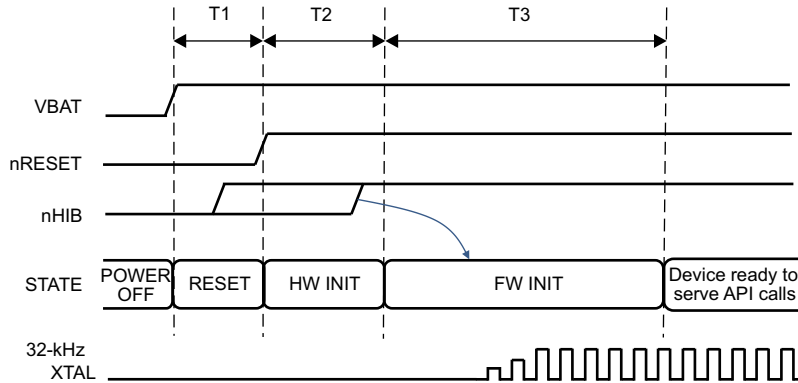 T1
T2
T3
VBAT
nRESET
nHIB
STATE
POWER
OFF
RESET
HW INIT
FW INIT
Device ready to
serve API calls
32-kHz
XTAL